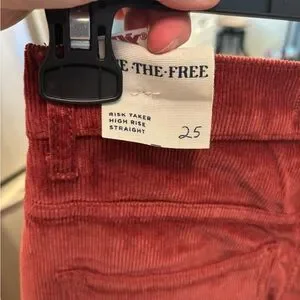 E·THE·FREE
RISK TAKER
HIGH RISE
STRAIGHT
25